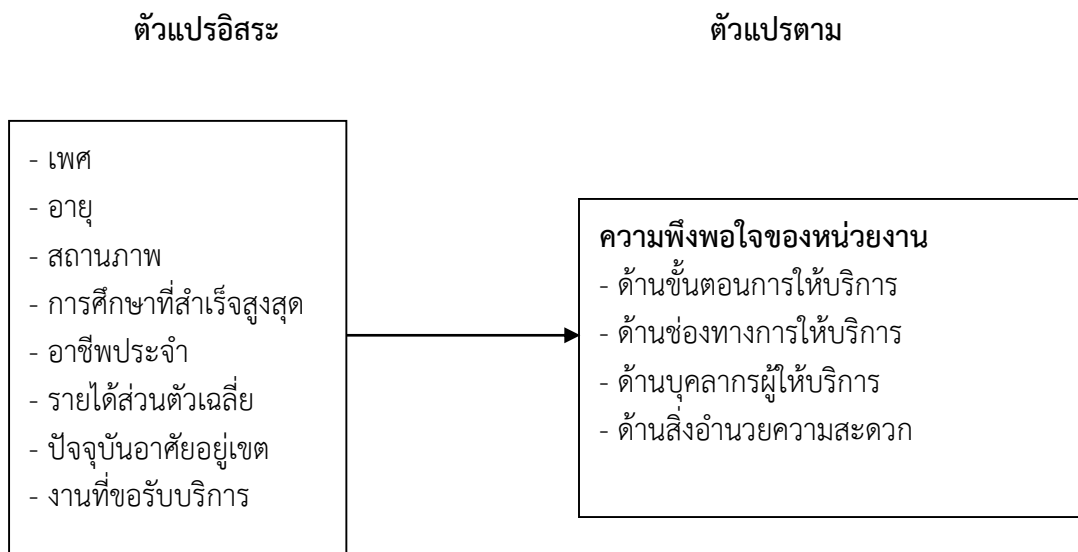 ตัวแปรอิสระ
ตัวแปรตาม
- เพศ
- อายุ
- สถานภาพ
- การศึกษาที่สำเร็จสูงสุด
- อาชีพประจำ
- รายได้ส่วนตัวเฉลี่ย
- ปัจจุบันอาศัยอยู่เขต
- งานที่ขอรับบริการ
ความพึงพอใจของหน่วยงาน
- ด้านขั้นตอนการให้บริการ
- ด้านช่องทางการให้บริการ
- ด้านบุคลากรผู้ให้บริการ
- ด้านสิ่งอำนวยความสะดวก